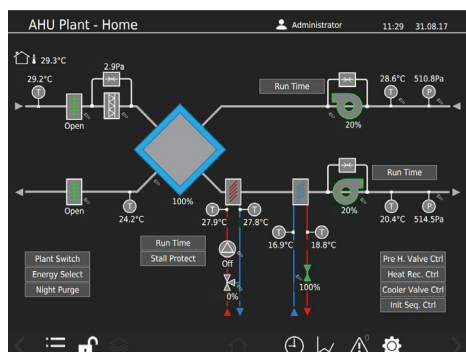 AHU Plant - Home
Administrator
11:29 31.08.17
29.3°C
29.2°C
2.9Pa
Run Time
28.6°C
510.8Pa
T
T
P
Open
20%
Run Time
Open
T
24.2°C
100%
T
T
27.9°C
27.8°C
20%
T
P
20.4°C
514.5Pa
T
T
16.9°C
18.8°C
Run Time
Stall Protect
Off
0%
100%
Plant Switch
Energy Select
Night Purge
Pre H. Valve Ctrl
Heat Rec. Ctrl
Cooler Valve Ctrl
Init Seq. Ctrl
0